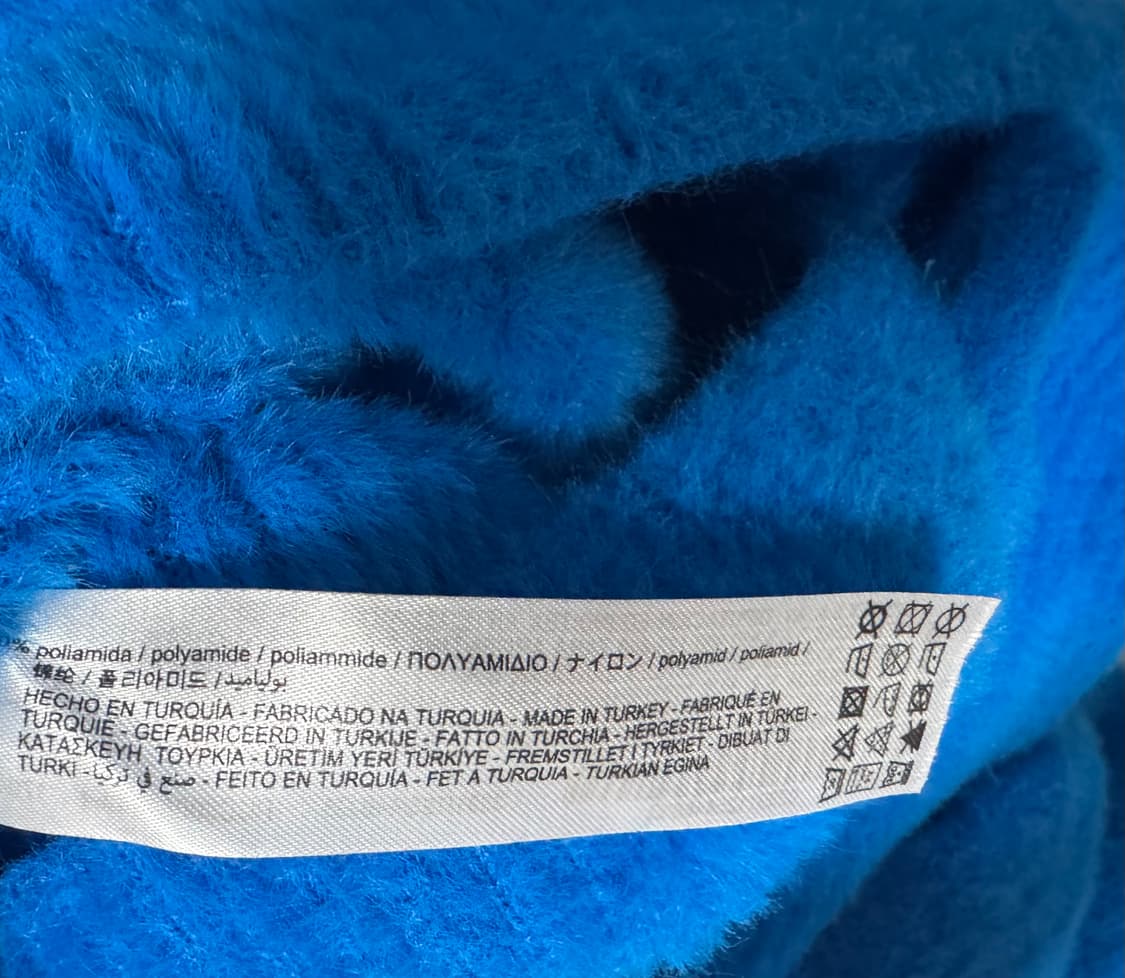 0% poliamida / polyamide / poliammide / ΠΟΛΥΑΜΙΔΙΟ / ナイロン / polyamid / poliamid /
锦纶 / 폴리아미드 / بولياميد
HECHO EN TURQUÍA - FABRICADO NA TURQUIA - MADE IN TURKEY - FABRIQUÉ EN
TURQUIE - GEFABRICEERD IN TURKIJE - FATTO IN TURCHIA - HERGESTELLT IN TÜRKEI -
ΚΑΤΑΣΚΕΥΗ ΤΟΥΡΚΙΑ - ÜRETİM YERİ TÜRKİYE - FREMSTILLET I TYRKIET - DIBUAT DI
TURKI - صنع في تركيا - FEITO EN TURQUÍA - FET A TURQUIA - TURKIAN EGINA